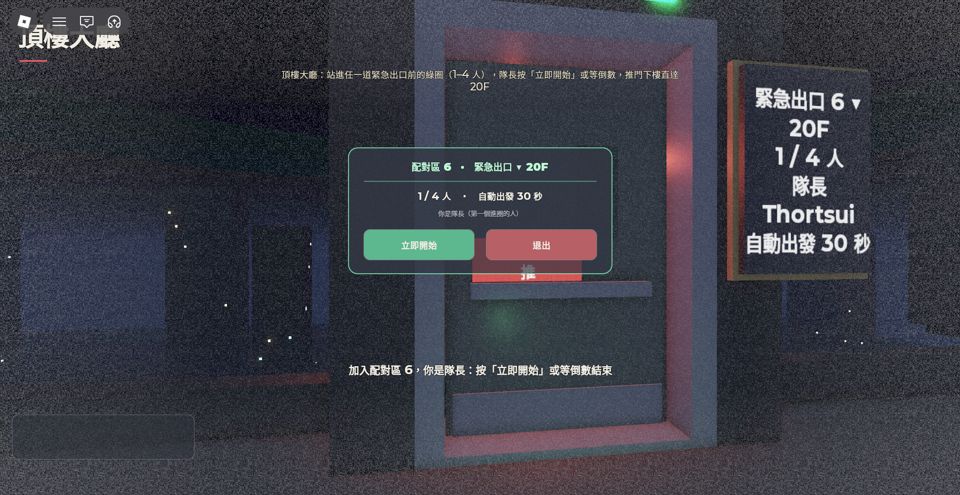 頂樓大廳
頂樓大廳：站進任一道緊急出口前的綠圈（1–4 人），隊長按「立即開始」或等倒數，推門下樓直達
20F
配對區 6 • 緊急出口 ▼ 20F
1 / 4 人 • 自動出發 30 秒
你是隊長（第一個進圈的人）
立即開始
退出
推
加入配對區 6，你是隊長：按「立即開始」或等倒數結束
緊急出口 6 ▼
20F
1 / 4 人
隊長
Thortsui
自動出發 30 秒